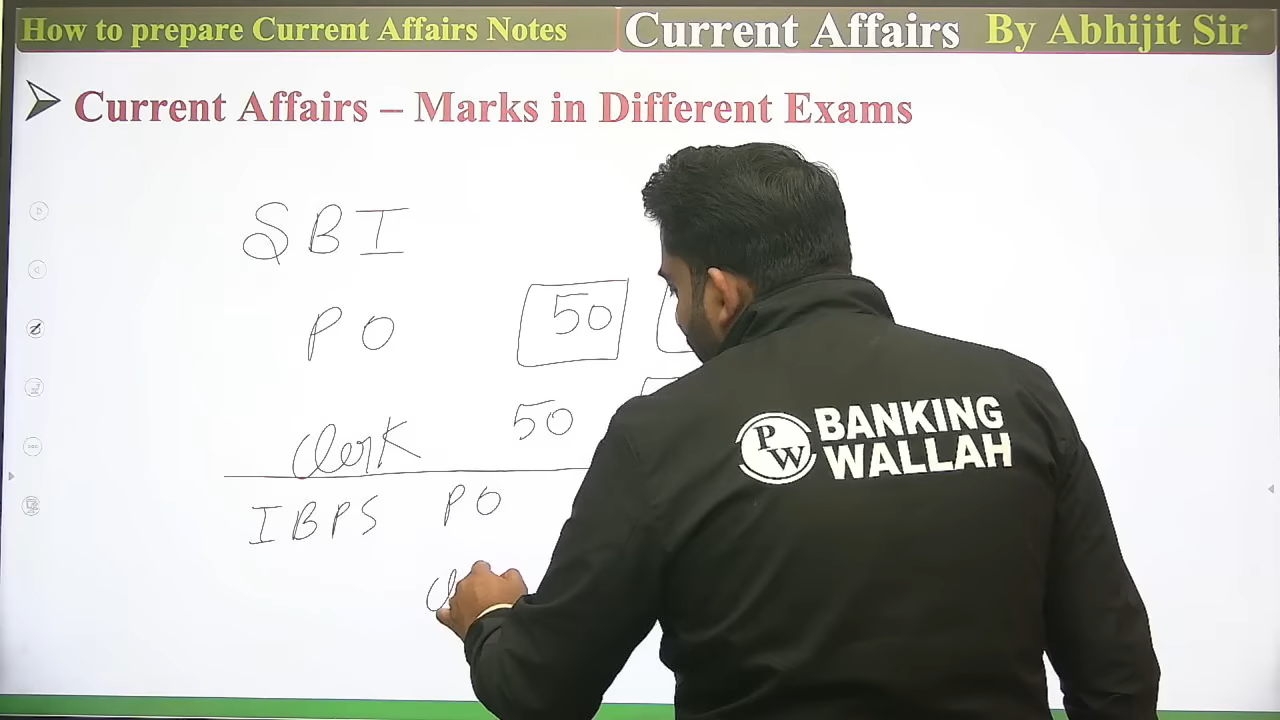 How to prepare Current Affairs Notes
Current Affairs By Abhijit Sir
Current Affairs – Marks in Different Exams
SBI
PO 50
Clerk 50
IBPS PO
PW BANKING WALLAH